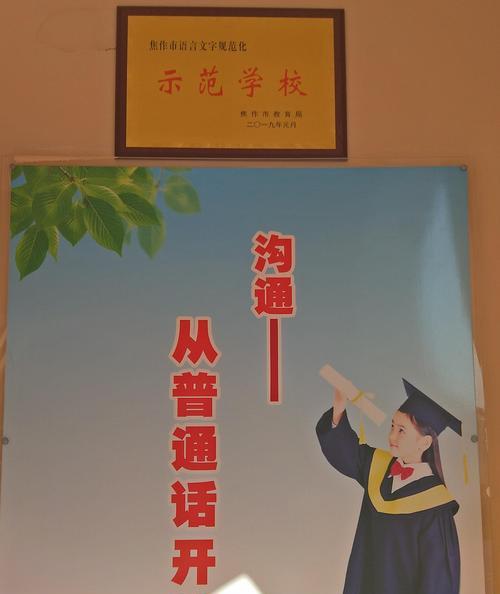 焦作市语言文字规范化
示范学校
焦作市教育局
二〇一九年元月
沟通——
从普通话开